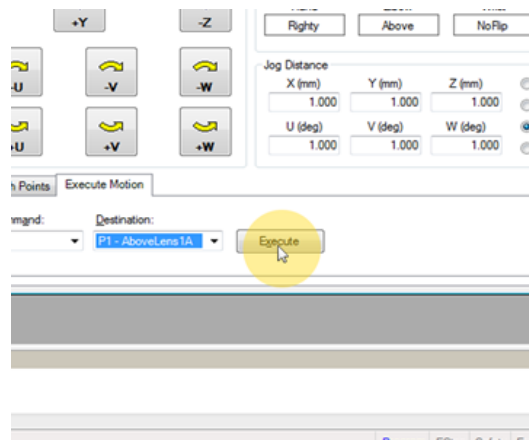 +Y -Z
Righty Above NoFlip
-U -V -W
Jog Distance
X (mm) Y (mm) Z (mm)
1.000 1.000 1.000
U (deg) V (deg) W (deg)
1.000 1.000 1.000
+U +V +W
Points Execute Motion
Destination:
P1 - AboveLens1A Execute